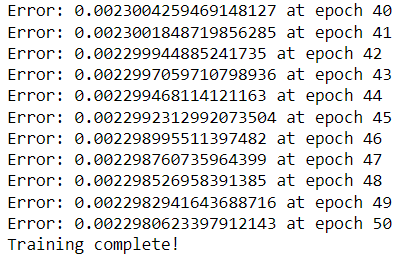 Error: 0.0023004259469148127 at epoch 40
Error: 0.0023001848719856285 at epoch 41
Error: 0.002299944885241735 at epoch 42
Error: 0.0022997059710798936 at epoch 43
Error: 0.002299468114121163 at epoch 44
Error: 0.0022992312992073504 at epoch 45
Error: 0.002298995511397482 at epoch 46
Error: 0.002298760735964399 at epoch 47
Error: 0.002298526958391385 at epoch 48
Error: 0.0022982941643688716 at epoch 49
Error: 0.0022980623397912143 at epoch 50
Training complete!